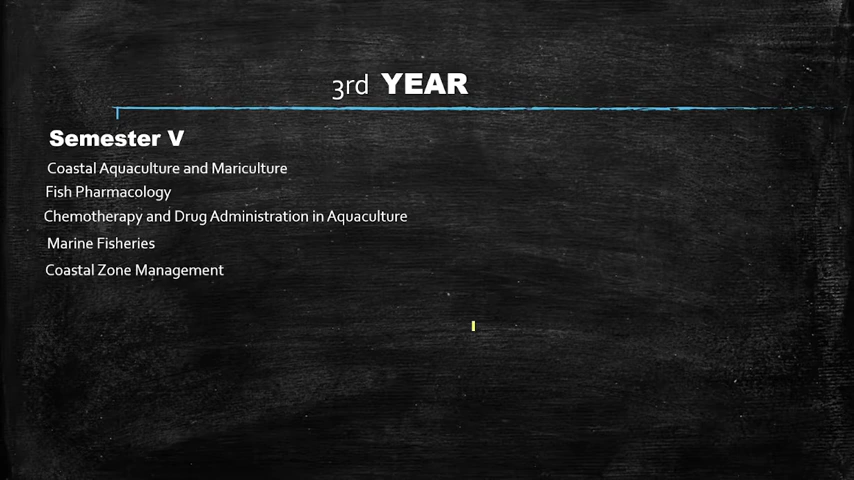 3rd YEAR
Semester V
Coastal Aquaculture and Mariculture
Fish Pharmacology
Chemotherapy and Drug Administration in Aquaculture
Marine Fisheries
Coastal Zone Management